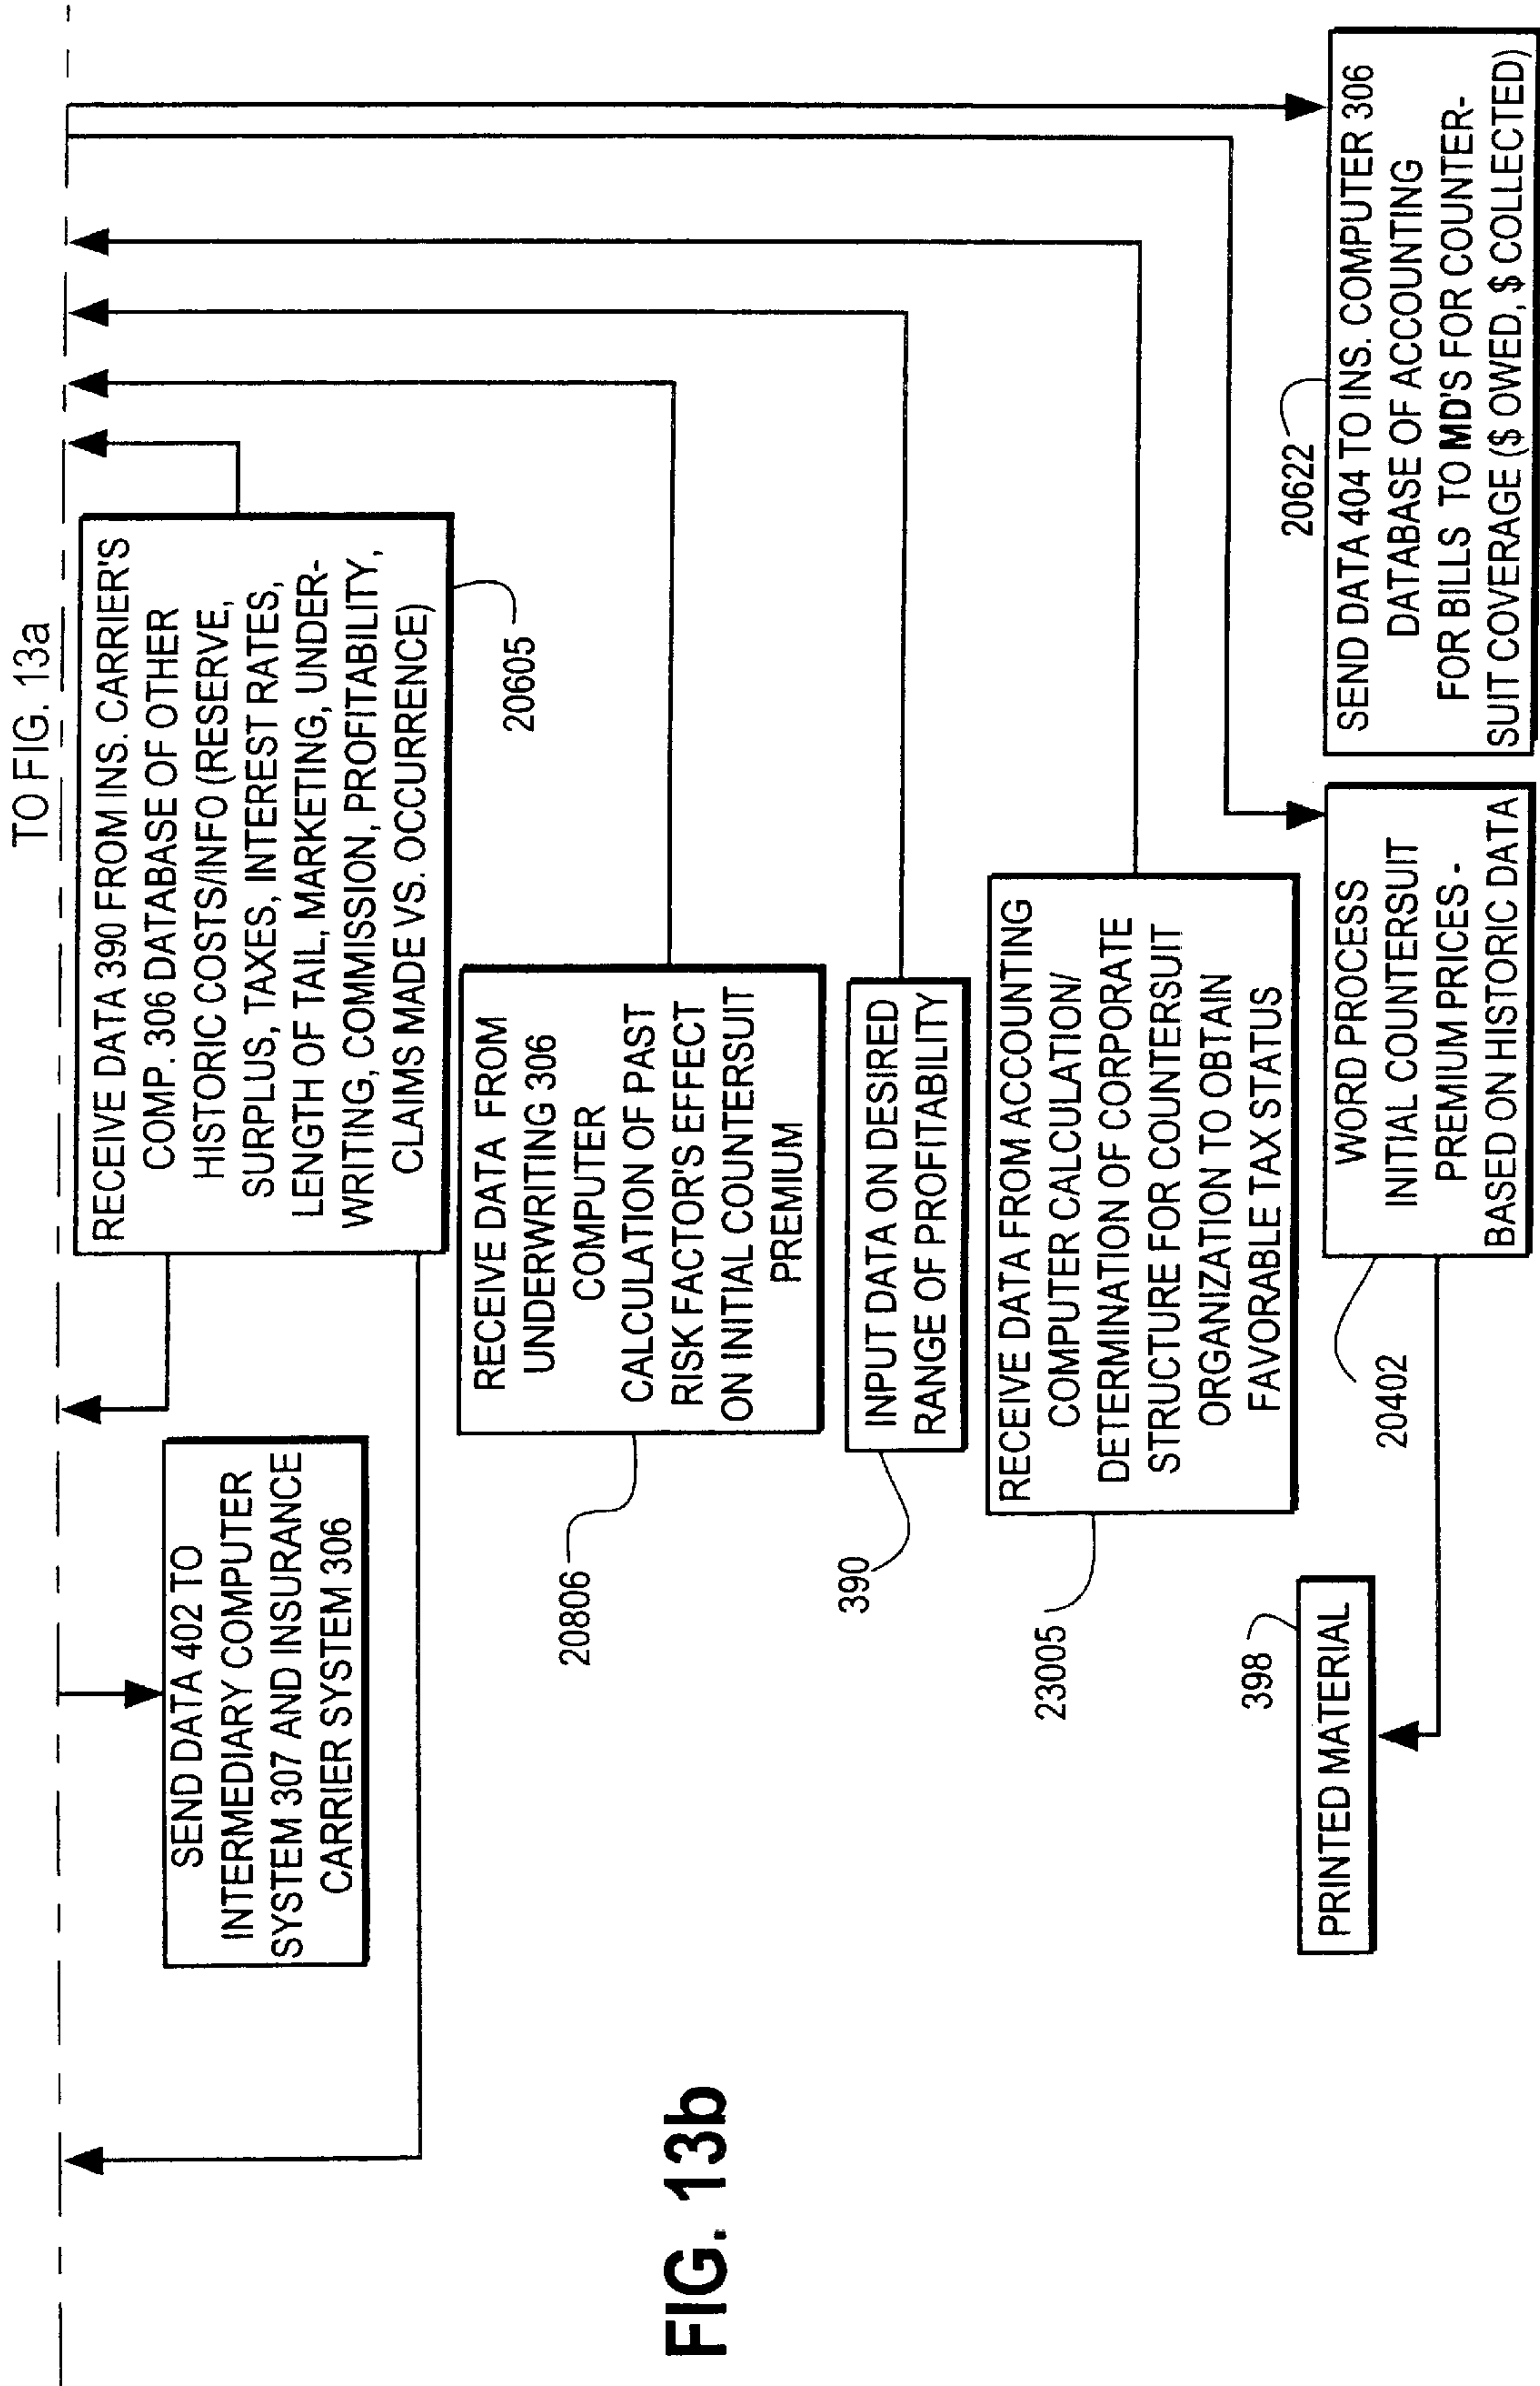 TO FIG. 13a
SEND DATA 402 TO
INTERMEDIARY COMPUTER
SYSTEM 307 AND INSURANCE
CARRIER SYSTEM 306
RECEIVE DATA 390 FROM INS. CARRIER'S
COMP. 306 DATABASE OF OTHER
HISTORIC COSTS/INFO (RESERVE,
SURPLUS, TAXES, INTEREST RATES,
LENGTH OF TAIL, MARKETING, UNDER-
WRITING, COMMISSION, PROFITABILITY,
CLAIMS MADE VS. OCCURRENCE)
20605
RECEIVE DATA FROM
UNDERWRITING 306
COMPUTER
CALCULATION OF PAST
RISK FACTOR'S EFFECT
ON INITIAL COUNTERSUIT
PREMIUM
20806
INPUT DATA ON DESIRED
RANGE OF PROFITABILITY
390
RECEIVE DATA FROM ACCOUNTING
COMPUTER CALCULATION/
DETERMINATION OF CORPORATE
STRUCTURE FOR COUNTERSUIT
ORGANIZATION TO OBTAIN
FAVORABLE TAX STATUS
23005
PRINTED MATERIAL
398
WORD PROCESS
INITIAL COUNTERSUIT
PREMIUM PRICES -
BASED ON HISTORIC DATA
20402
SEND DATA 404 TO INS. COMPUTER 306
DATABASE OF ACCOUNTING
FOR BILLS TO MD'S FOR COUNTER-
SUIT COVERAGE ($ OWED, $ COLLECTED)
20622
FIG. 13b